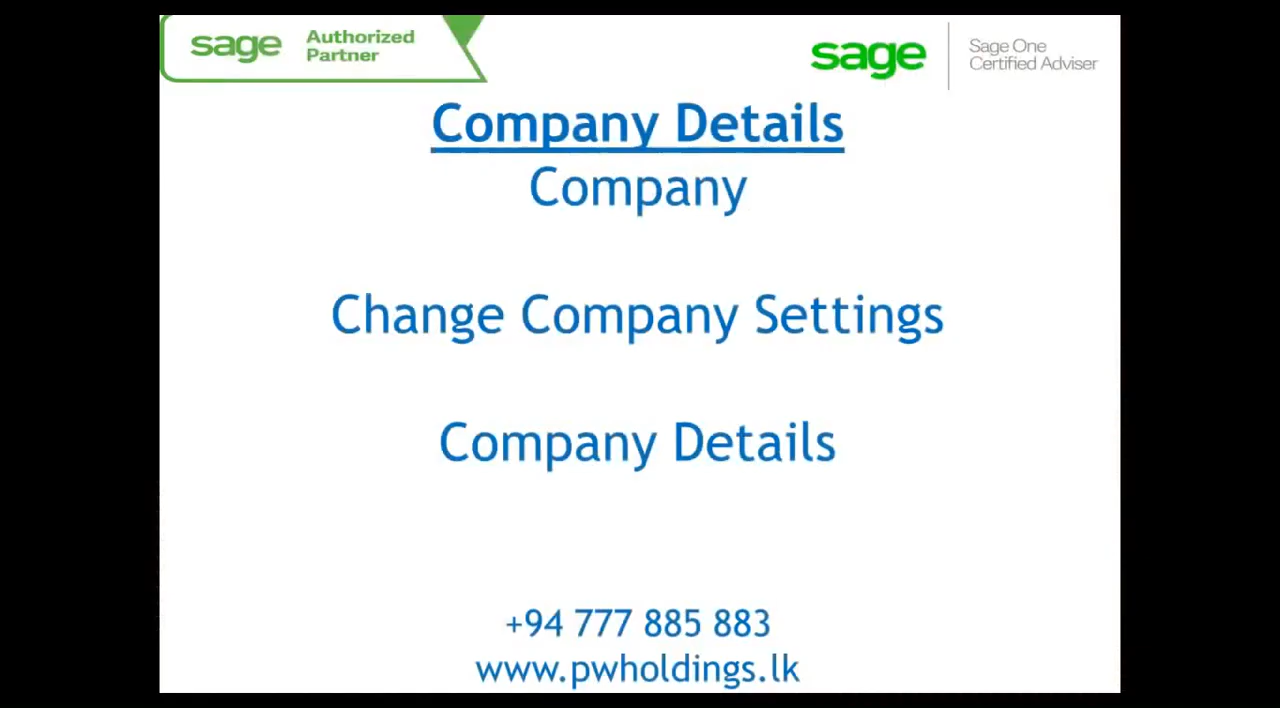 sage Authorized
Partner
sage Sage One
Certified Adviser
Company Details
Company
Change Company Settings
Company Details
+94 777 885 883
www.pwholdings.lk